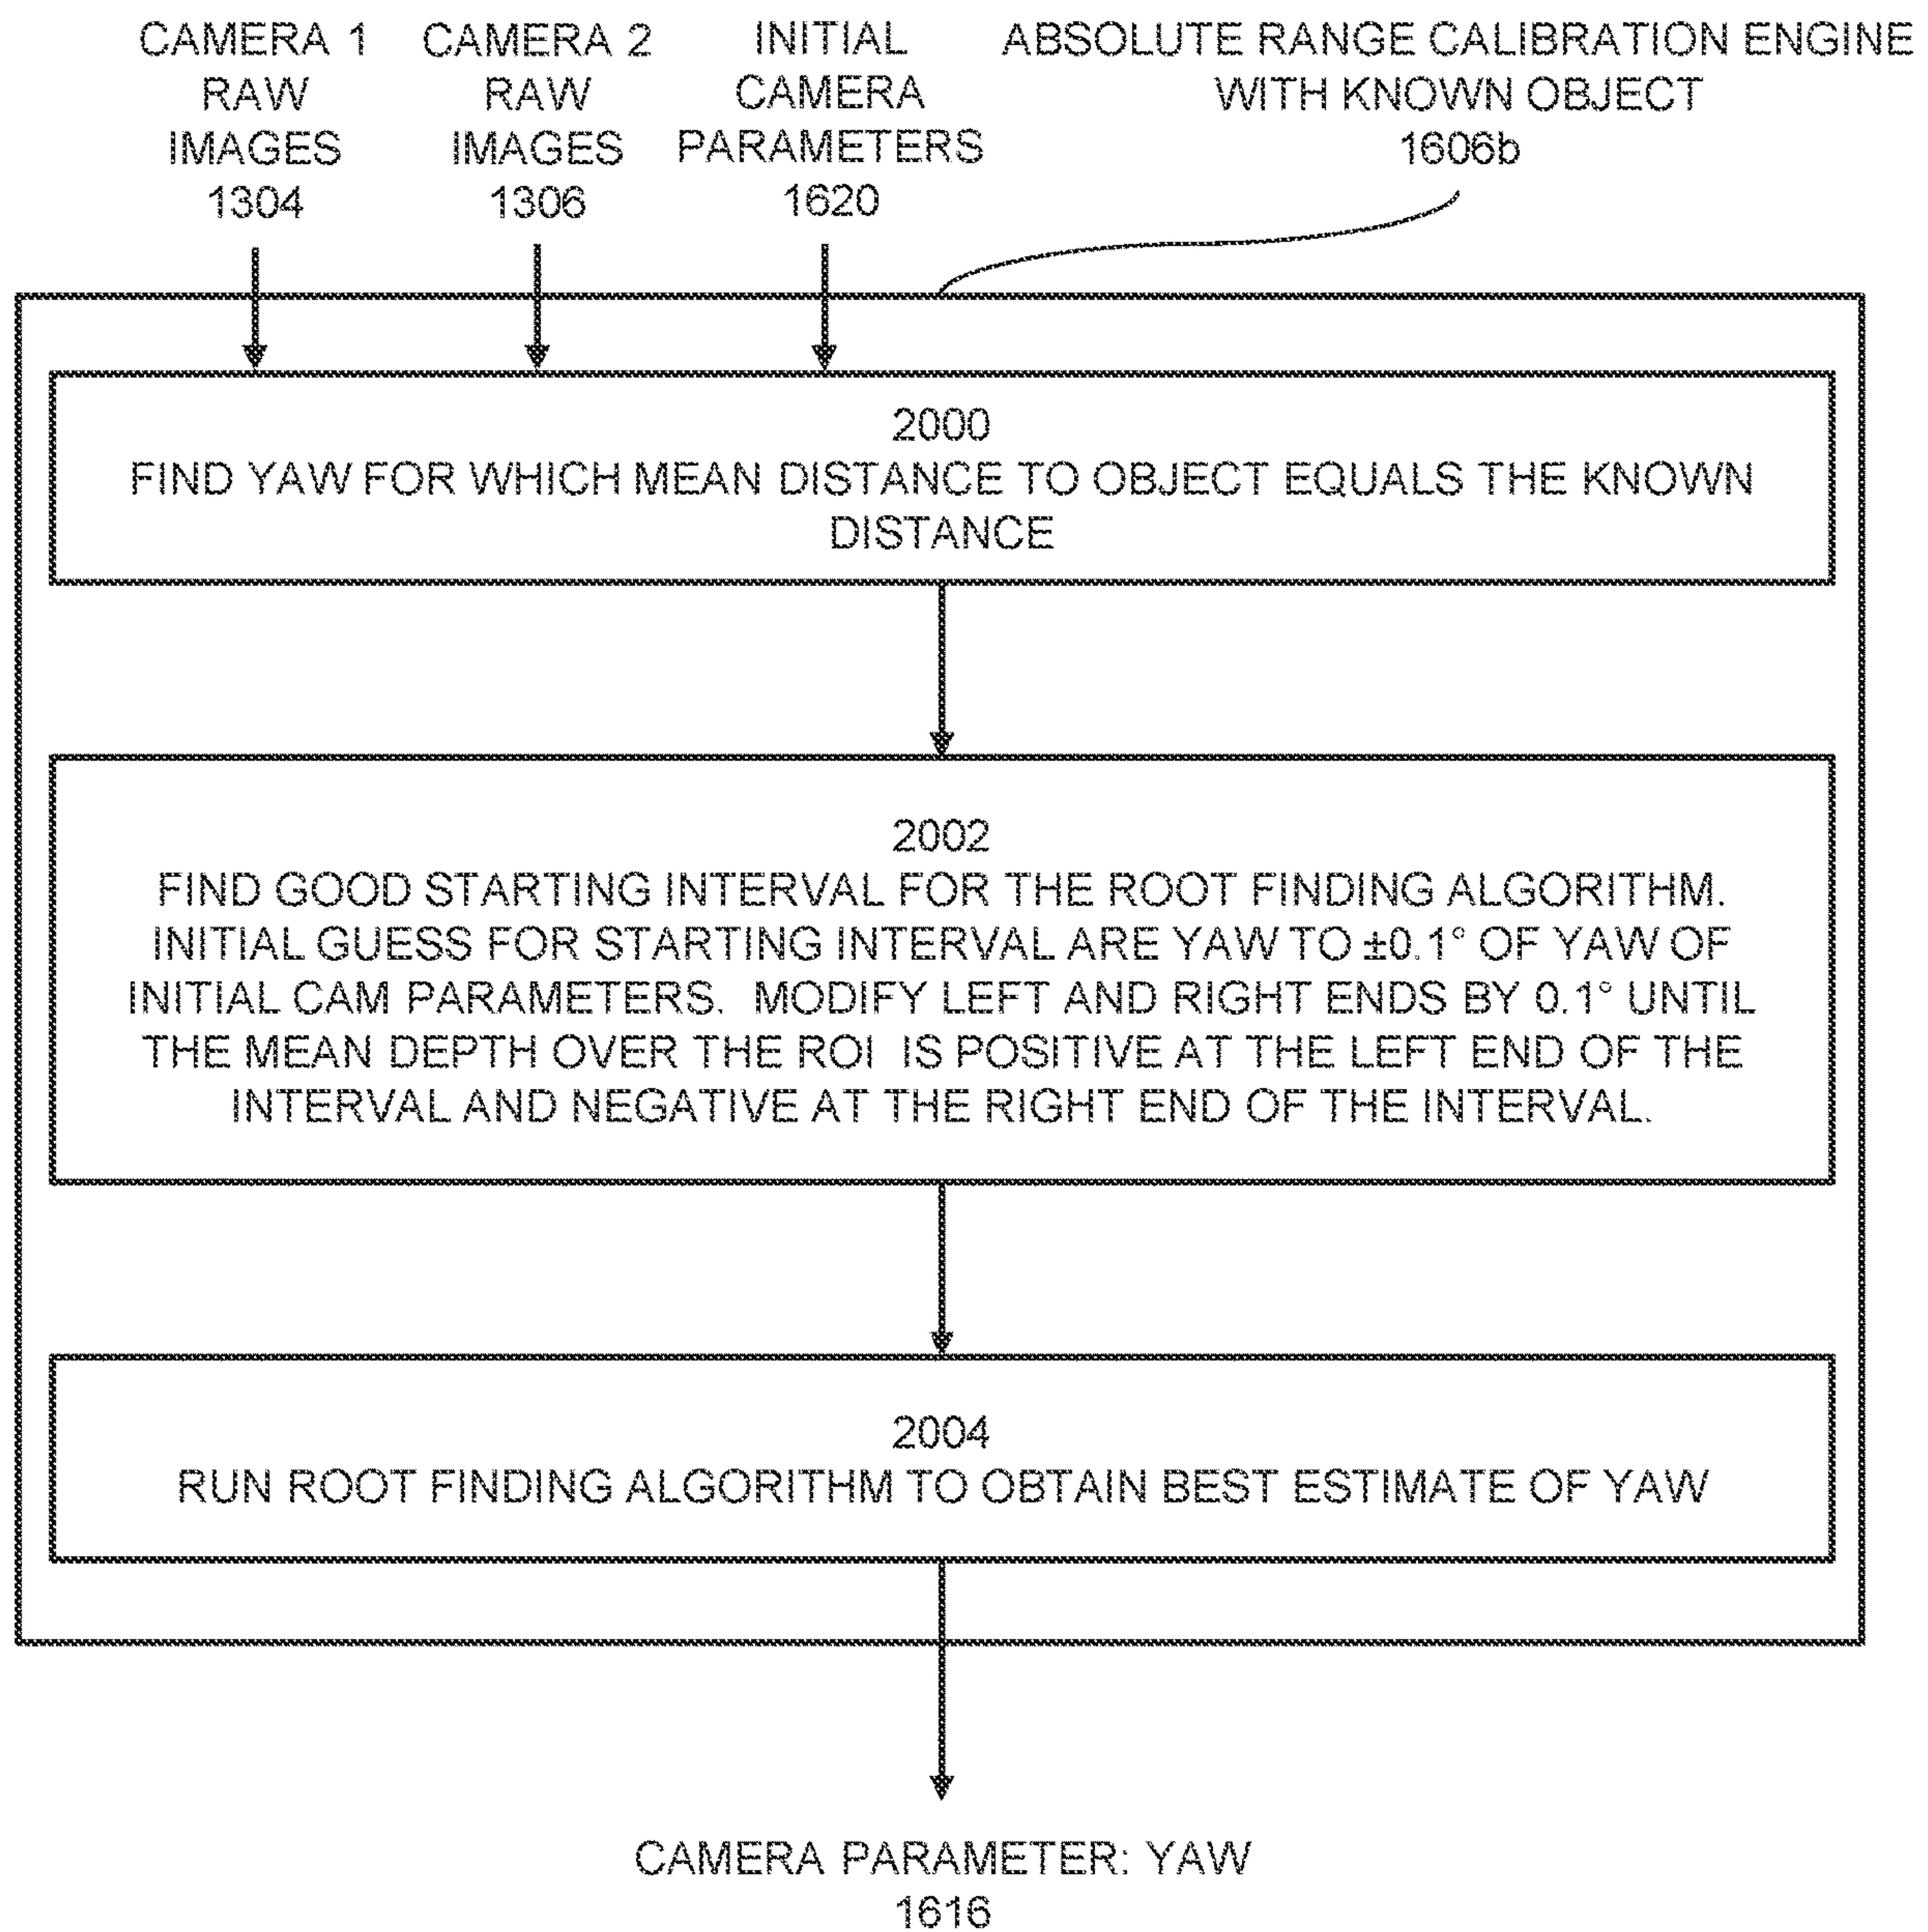 CAMERA 1
RAW
IMAGES
1304
CAMERA 2
RAW
IMAGES
1306
INITIAL
CAMERA
PARAMETERS
1620
ABSOLUTE RANGE CALIBRATION ENGINE
WITH KNOWN OBJECT
1606b
2000
FIND YAW FOR WHICH MEAN DISTANCE TO OBJECT EQUALS THE KNOWN
DISTANCE
2002
FIND GOOD STARTING INTERVAL FOR THE ROOT FINDING ALGORITHM.
INITIAL GUESS FOR STARTING INTERVAL ARE YAW TO ±0.1° OF YAW OF
INITIAL CAM PARAMETERS. MODIFY LEFT AND RIGHT ENDS BY 0.1° UNTIL
THE MEAN DEPTH OVER THE ROI IS POSITIVE AT THE LEFT END OF THE
INTERVAL AND NEGATIVE AT THE RIGHT END OF THE INTERVAL.
2004
RUN ROOT FINDING ALGORITHM TO OBTAIN BEST ESTIMATE OF YAW
CAMERA PARAMETER: YAW
1616